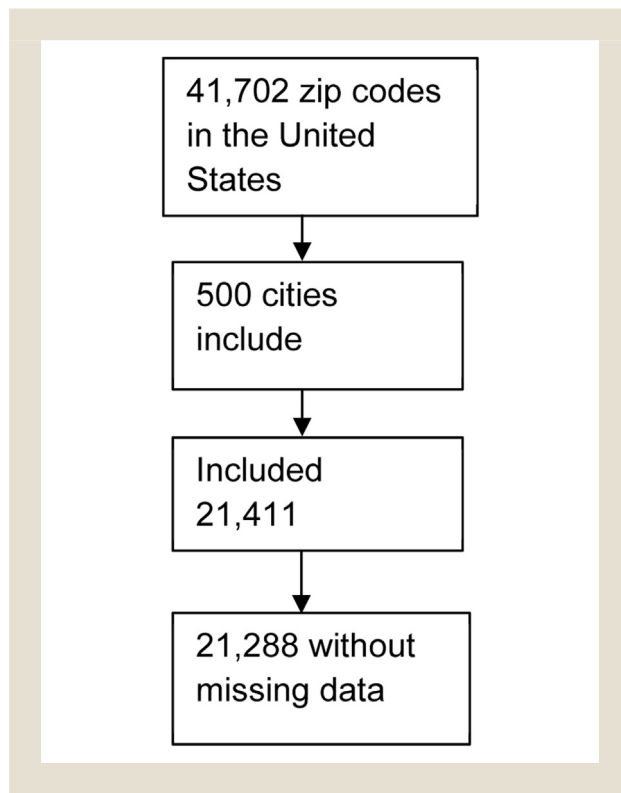 41,702 zip codes
in the United
States
500 cities
include
Included
21,411
21,288 without
missing data